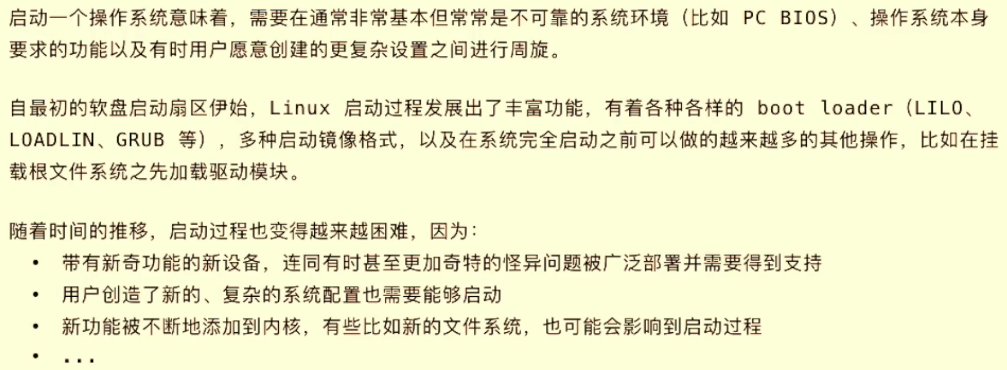 启动一个操作系统意味着，需要在通常非常基本但常常是不可靠的系统环境（比如 PC BIOS）、操作系统本身
要求的功能以及有时用户愿意创建的更复杂设置之间进行周旋。
自最初的软盘启动扇区伊始，Linux 启动过程发展出了丰富功能，有着各种各样的 boot loader（LILO、
LOADLIN、GRUB 等），多种启动镜像格式，以及在系统完全启动之前可以做的越来越多的其他操作，比如在挂
载根文件系统之先加载驱动模块。
随着时间的推移，启动过程也变得越来越困难，因为：
• 带有新奇功能的新设备，连同有时甚至更加奇特的怪异问题被广泛部署并需要得到支持
• 用户创造了新的、复杂的系统配置也需要能够启动
• 新功能被不断地添加到内核，有些比如新的文件系统，也可能会影响到启动过程
• ...